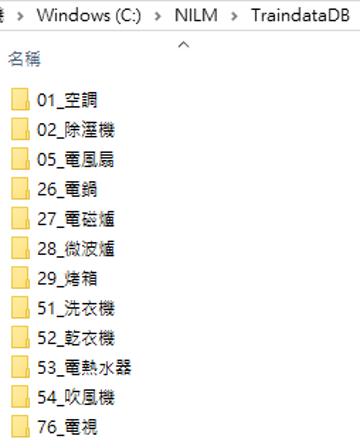 Windows (C:) > NILM > TraindataDB
名稱
01_空調
02_除溼機
05_電風扇
26_電鍋
27_電磁爐
28_微波爐
29_烤箱
51_洗衣機
52_乾衣機
53_電熱水器
54_吹風機
76_電視